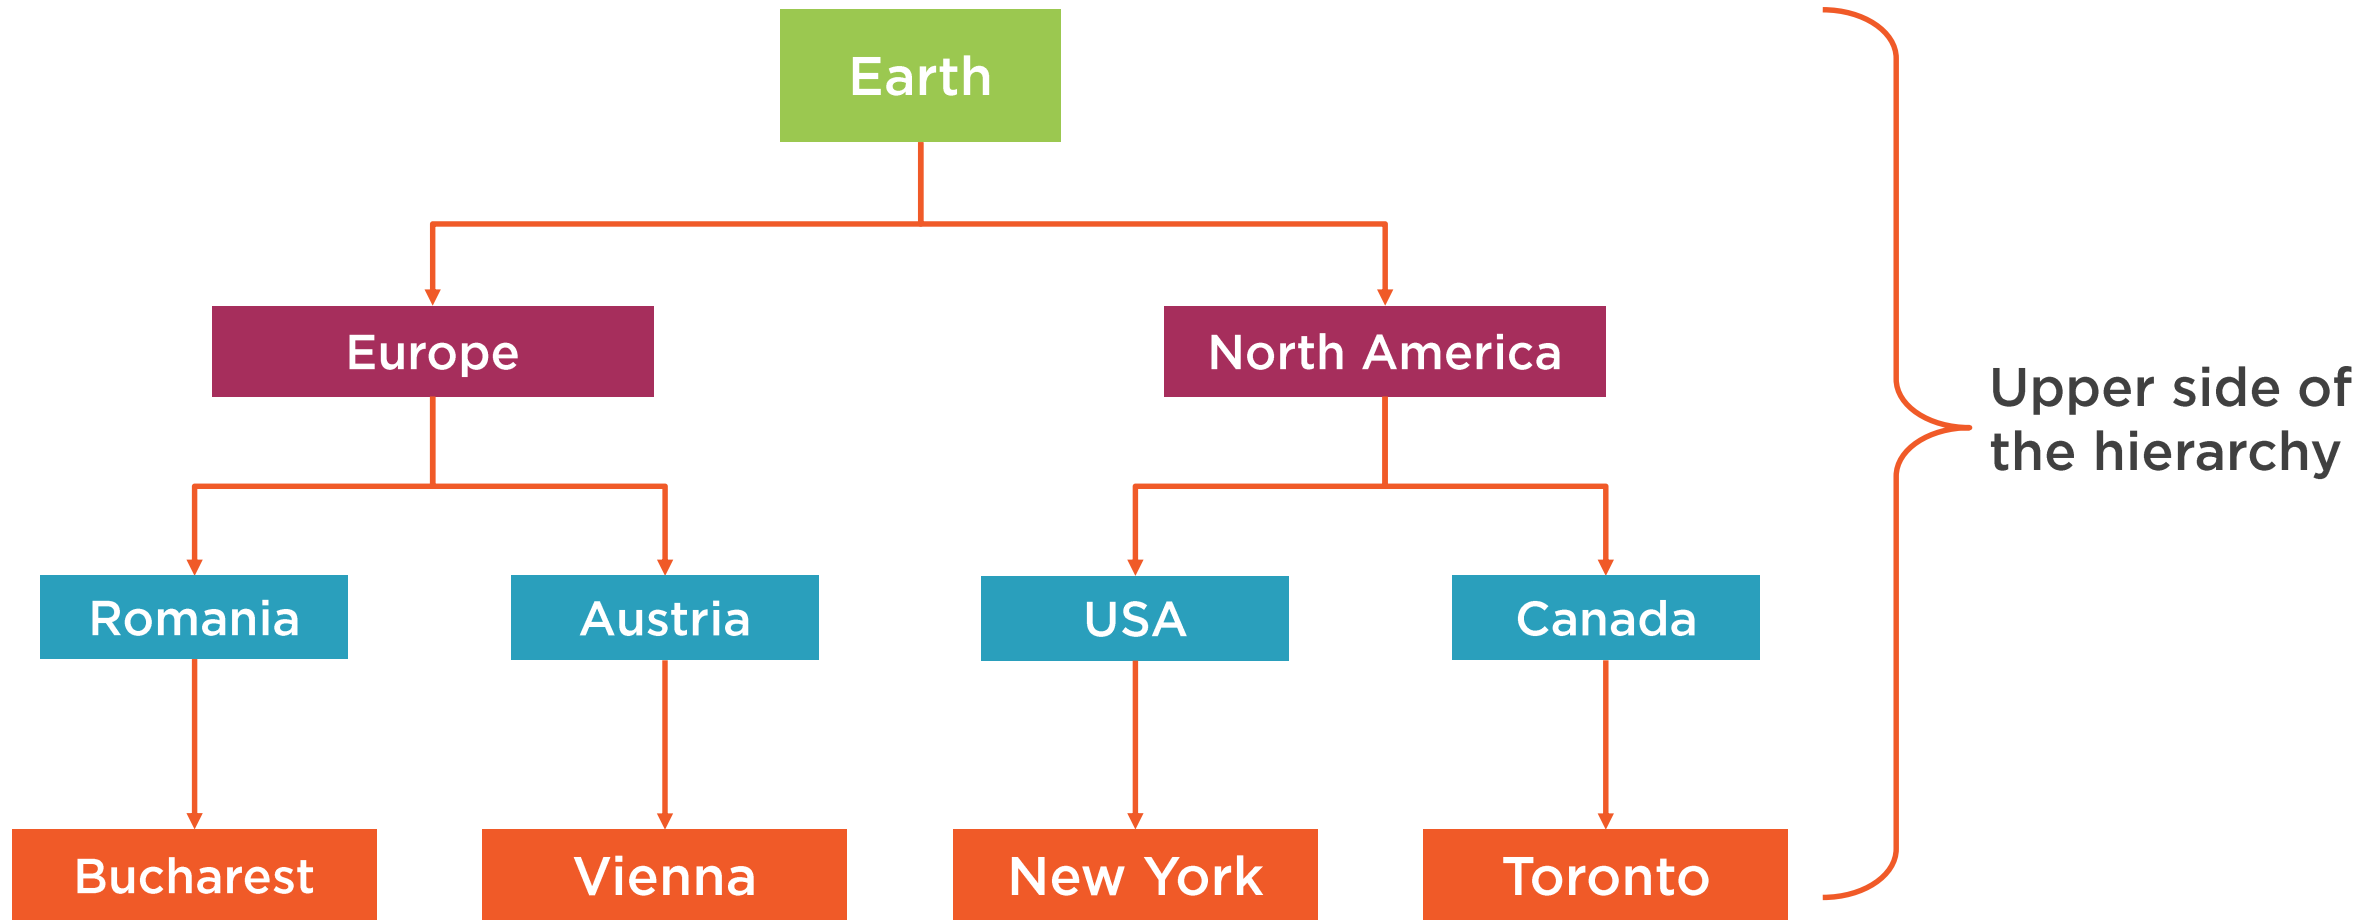 Earth
Europe
North America
Upper side of
the hierarchy
Romania
Austria
USA
Canada
Bucharest
Vienna
New York
Toronto